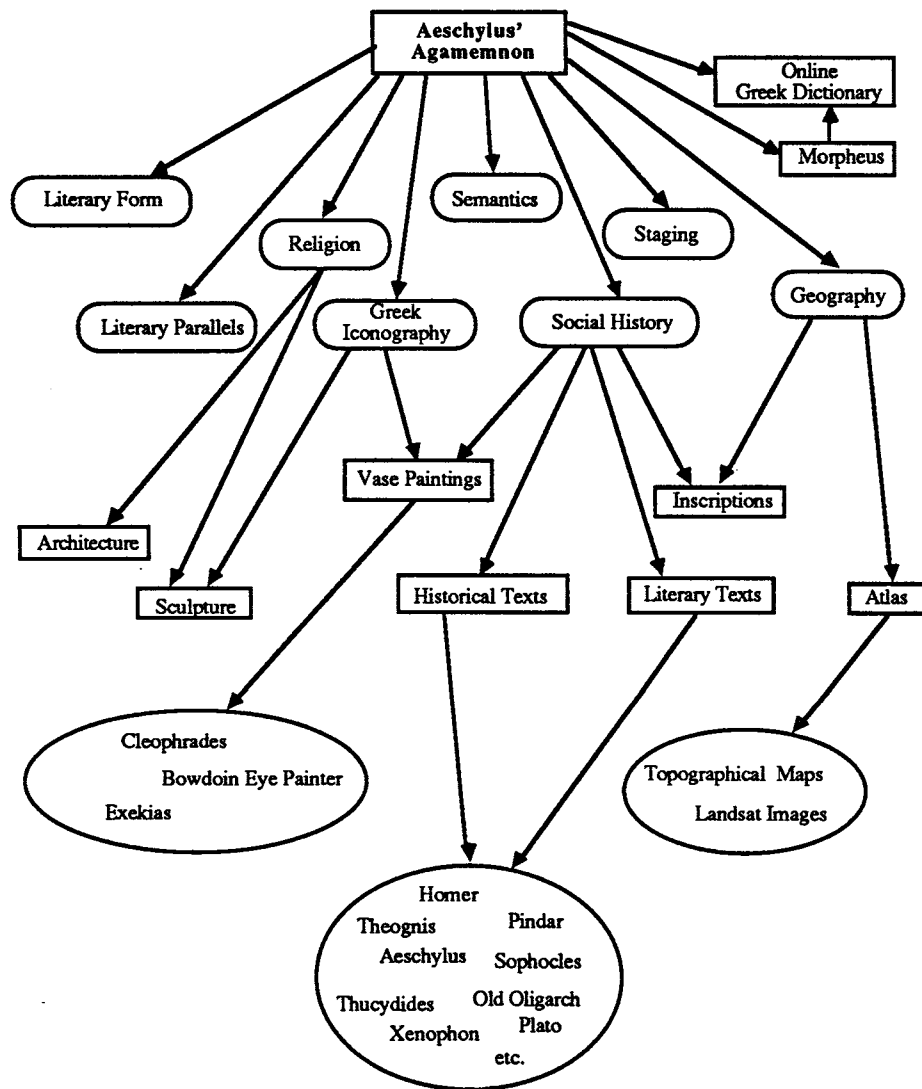 Aeschylus'
Agamemnon
Online
Greek Dictionary
Morpheus
Literary Form
Semantics
Religion
Staging
Literary Parallels
Greek
Iconography
Social History
Geography
Vase Paintings
Inscriptions
Architecture
Sculpture
Historical Texts
Literary Texts
Atlas
Cleophrades
Bowdoin Eye Painter
Exekias
Topographical Maps
Landsat Images
Homer
Theognis
Pindar
Aeschylus
Sophocles
Thucydides
Old Oligarch
Xenophon
Plato
etc.